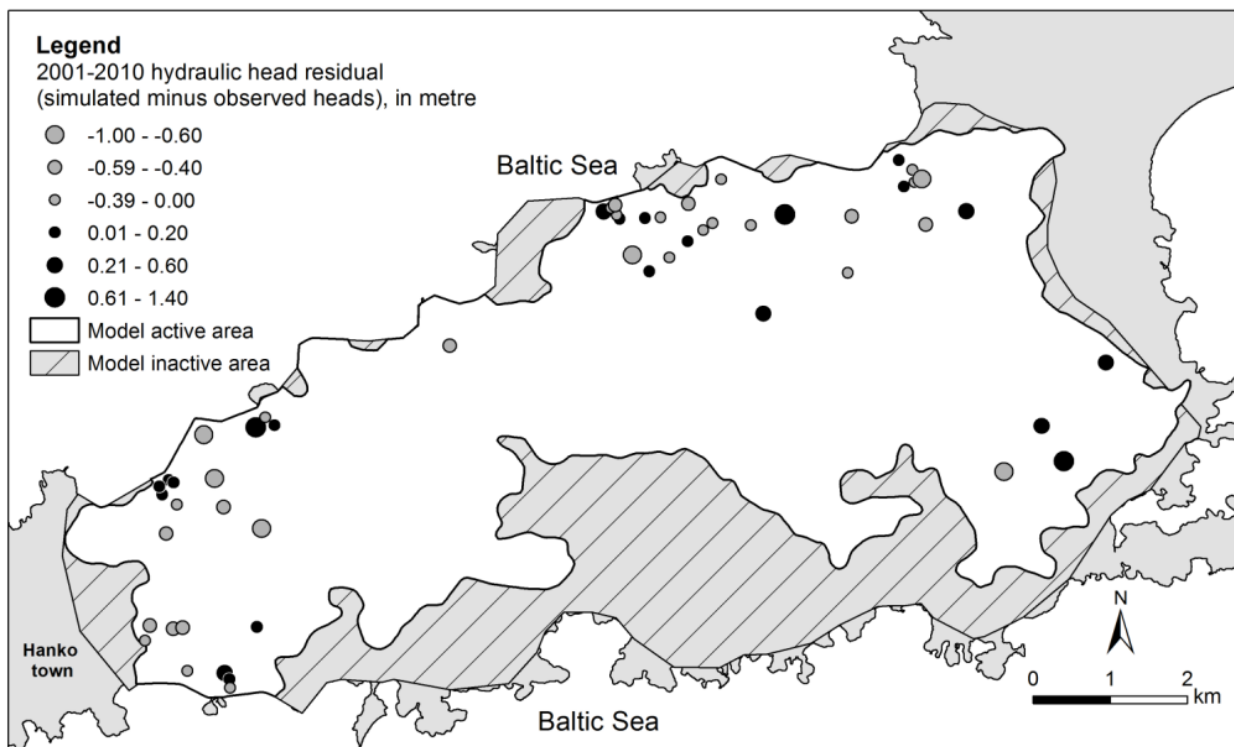 Legend
2001-2010 hydraulic head residual
(simulated minus observed heads), in metre
-1.00 - -0.60
-0.59 - -0.40
-0.39 - 0.00
0.01 - 0.20
0.21 - 0.60
0.61 - 1.40
Model active area
Model inactive area
Baltic Sea
Hanko
town
Baltic Sea
N
0 1 2
km